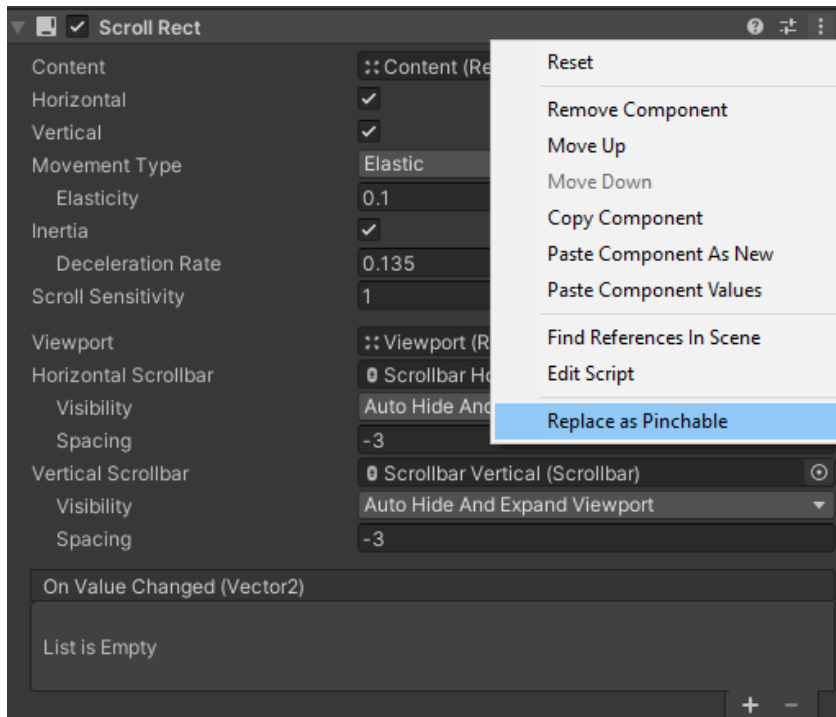 Scroll Rect
Content
Content (Re
Horizontal
Vertical
Movement Type
Elastic
Elasticity
0.1
Inertia
Deceleration Rate
0.135
Scroll Sensitivity
1
Viewport
Viewport (R
Horizontal Scrollbar
Scrollbar Ho
Visibility
Auto Hide And
Spacing
-3
Vertical Scrollbar
Scrollbar Vertical (Scrollbar)
Visibility
Auto Hide And Expand Viewport
Spacing
-3
On Value Changed (Vector2)
List is Empty
Reset
Remove Component
Move Up
Move Down
Copy Component
Paste Component As New
Paste Component Values
Find References In Scene
Edit Script
Replace as Pinchable